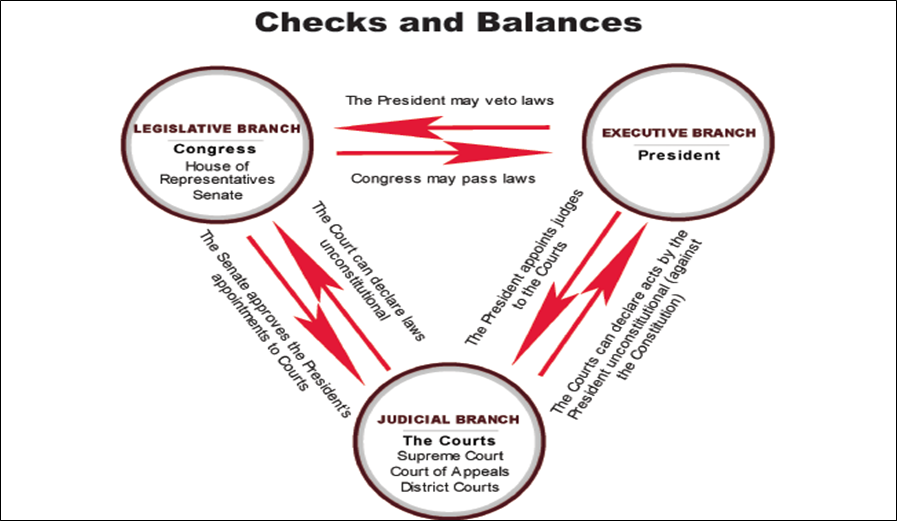 Checks and Balances
The President may veto laws
LEGISLATIVE BRANCH
Congress
House of
Representatives
Senate
EXECUTIVE BRANCH
President
Congress may pass laws
The Senate approves the President's
appointments to Courts
The Court can declare laws
unconstitutional
The President appoints judges
to the Courts
The Courts can declare acts by the
President unconstitutional (against
the Constitution)
JUDICIAL BRANCH
The Courts
Supreme Court
Court of Appeals
District Courts